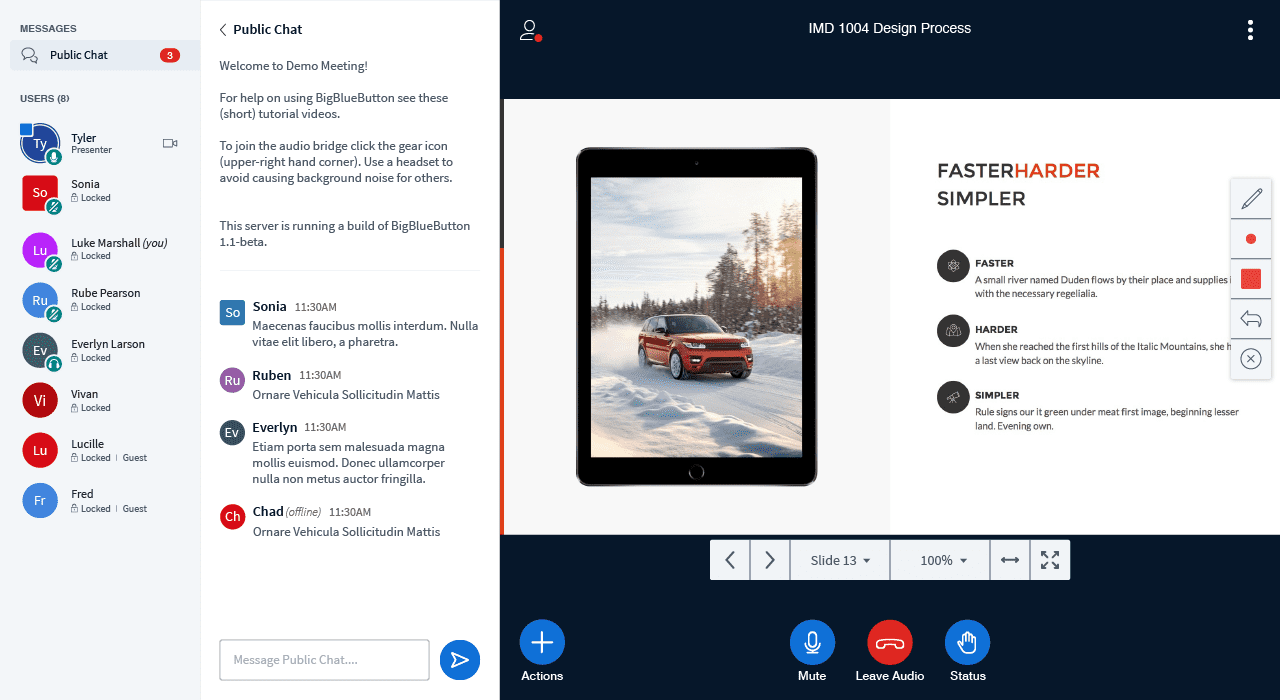 MESSAGES
Public Chat
3
USERS (8)
Ty
Tyler
Presenter
So
Sonia
Locked
Lu
Luke Marshall (you)
Locked
Ru
Rube Pearson
Locked
Ev
Everlyn Larson
Locked
Vi
Vivan
Locked
Lu
Lucille
Locked | Guest
Fr
Fred
Locked | Guest
Public Chat
Welcome to Demo Meeting!
For help on using BigBlueButton see these
(short) tutorial videos.
To join the audio bridge click the gear icon
(upper-right hand corner). Use a headset to
avoid causing background noise for others.
This server is running a build of BigBlueButton
1.1-beta.
So
Sonia 11:30AM
Maecenas faucibus mollis interdum. Nulla
vitae elit libero, a pharetra.
Ru
Ruben 11:30AM
Ornare Vehicula Sollicitudin Mattis
Ev
Everlyn 11:30AM
Etiam porta sem malesuada magna
mollis euismod. Donec ullamcorper
nulla non metus auctor fringilla.
Ch
Chad (offline) 11:30AM
Ornare Vehicula Sollicitudin Mattis
Message Public Chat....
IMD 1004 Design Process
FASTERHARDER
SIMPLER
FASTER
A small river named Duden flows by their place and supplies
with the necessary regelialia.
HARDER
When she reached the first hills of the Italic Mountains, she
a last view back on the skyline.
SIMPLER
Rule signs our it green under meat first image, beginning lesser
land. Evening own.
Slide 13
100%
Actions
Mute
Leave Audio
Status